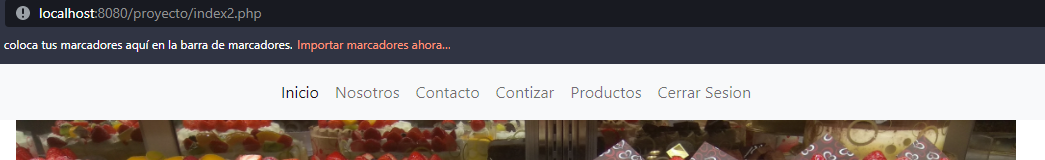 localhost:8080/proyecto/index2.php
coloca tus marcadores aquí en la barra de marcadores. Importar marcadores ahora...
Inicio Nosotros Contacto Contizar Productos Cerrar Sesion